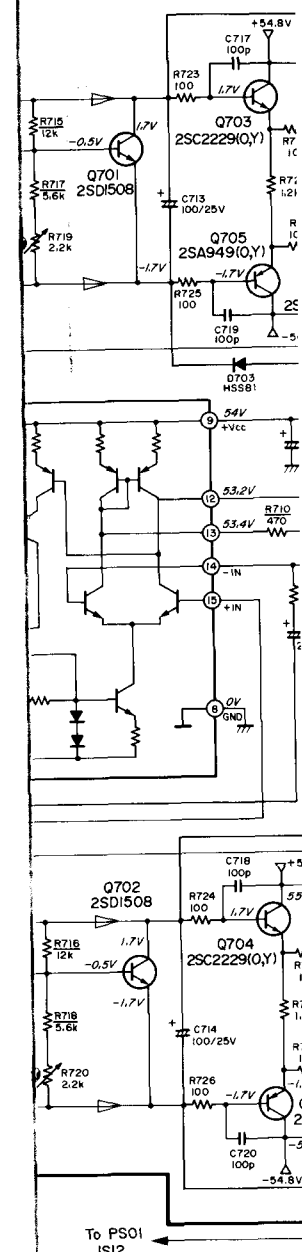 +54.8V
C717
100p
R723
100
1.7V
Q703
2SC2229(O,Y)
R715
12K
1.7V
-0.5V
Q701
2SD1508
R717
5.6k
C713
100/25V
R719
2.2k
Q705
2SA949(O,Y)
-1.7V
-1.7V
R725
100
C719
100p
D703
HSS81
9
54V
+Vcc
12
53.2V
13
53.4V
R710
470
14
-IN
15
+IN
8
0V
GND
C718
100p
Q702
2SD1508
R724
100
1.7V
Q704
2SC2229(O,Y)
R716
12K
1.7V
-0.5V
-1.7V
R718
5.6k
C714
100/25V
R720
2.2k
R726
100
-1.7V
C720
100p
-54.8V
To PS01